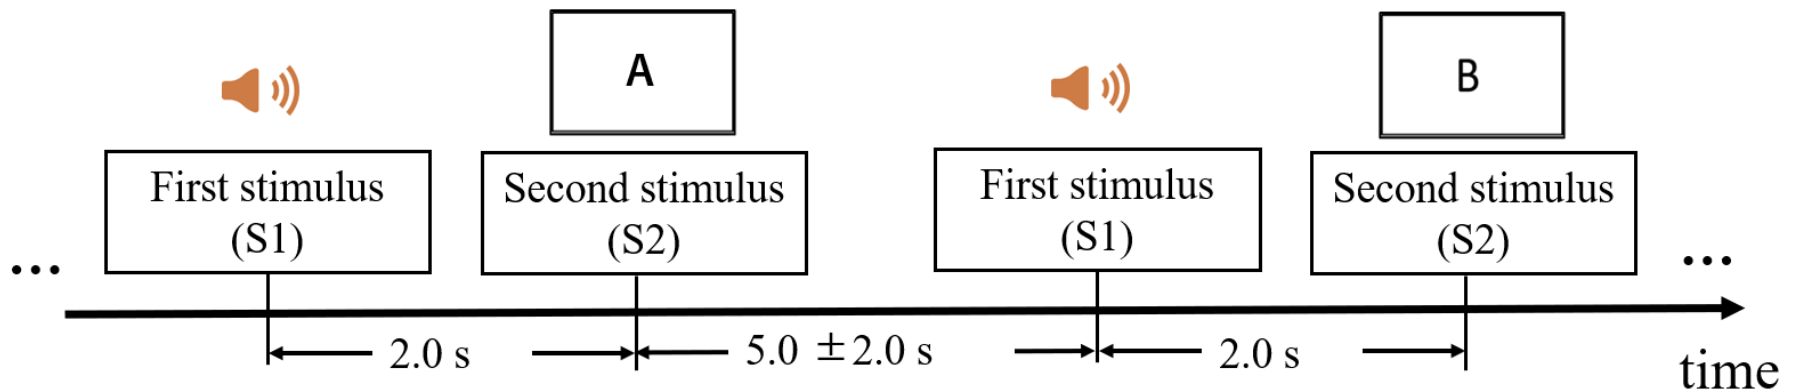 A
B
First stimulus
(S1)
Second stimulus
(S2)
First stimulus
(S1)
Second stimulus
(S2)
...
...
2.0 s
5.0 ±2.0 s
2.0 s
time